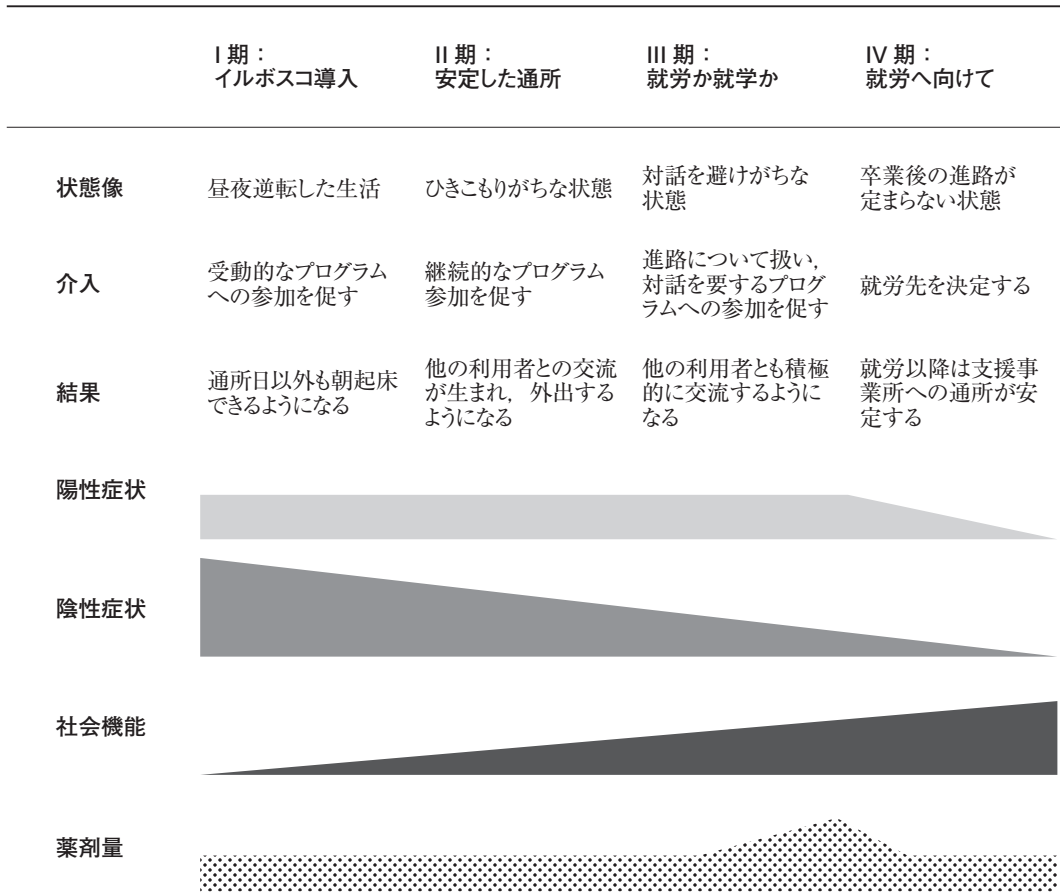 I 期：
イルボスコ導入
II 期：
安定した通所
III 期：
就労か就学か
IV 期：
就労へ向けて
状態像
昼夜逆転した生活
ひきこもりがちな状態
対話を避けがちな
状態
卒業後の進路が
定まらない状態
介入
受動的なプログラム
への参加を促す
継続的なプログラム
参加を促す
進路について扱い，
対話を要するプログ
ラムへの参加を促す
就労先を決定する
結果
通所日以外も朝起床
できるようになる
他の利用者との交流
が生まれ，外出する
ようになる
他の利用者とも積極
的に交流するように
なる
就労以降は支援事
業所への通所が安
定する
陽性症状
陰性症状
社会機能
薬剤量